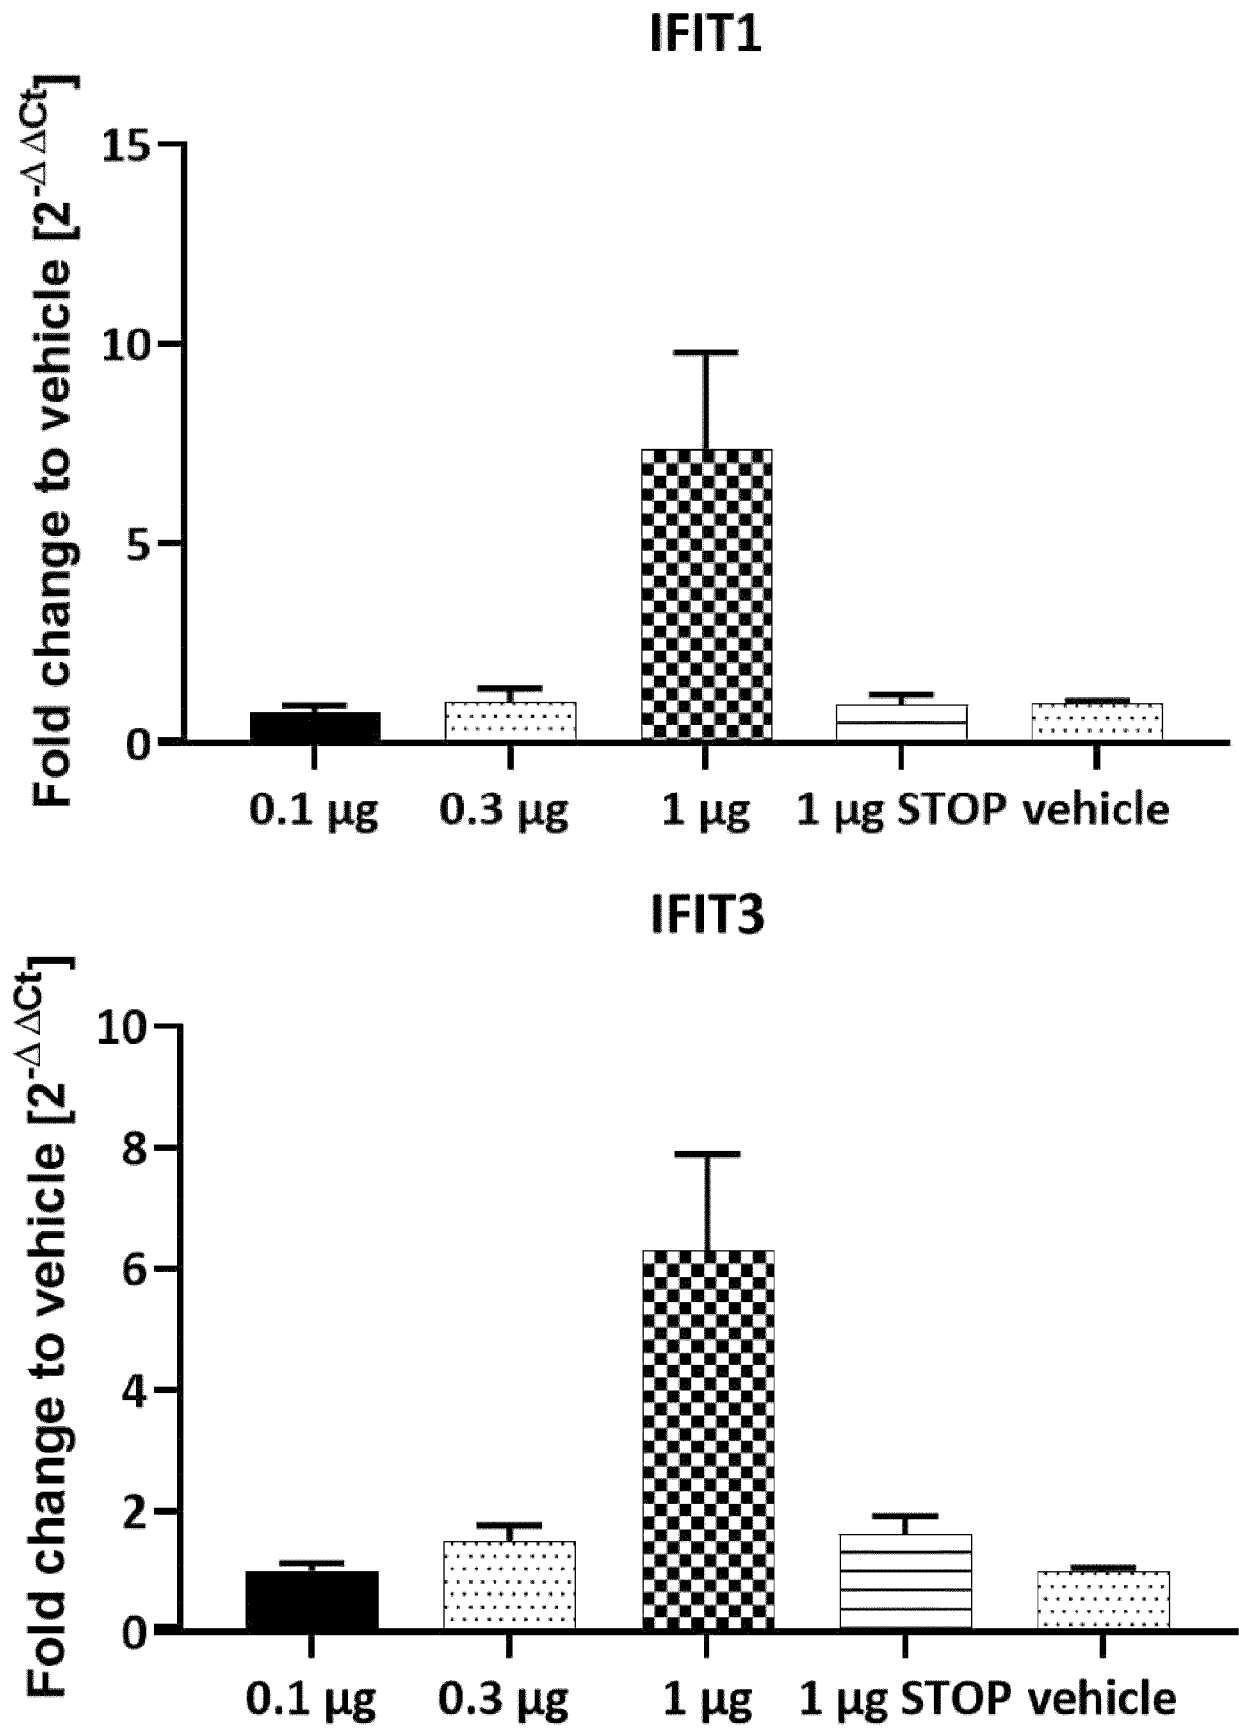 IFIT1
Fold change to vehicle [2-Δ ΔCt]
15
10
5
0
0.1 µg 0.3 µg 1 µg 1 µg STOP vehicle
IFIT3
Fold change to vehicle [2-Δ ΔCt]
10
8
6
4
2
0
0.1 µg 0.3 µg 1 µg 1 µg STOP vehicle